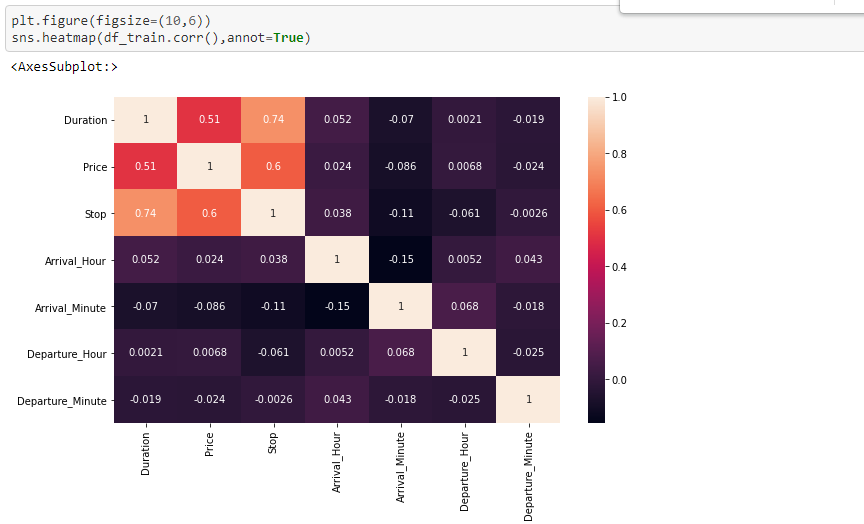 plt.figure(figsize=(10,6))
sns.heatmap(df_train.corr(),annot=True)
<AxesSubplot:>
1.0
Duration 1 0.51 0.74 0.052 -0.07 0.0021 -0.019
0.8
Price 0.51 1 0.6 0.024 -0.086 0.0068 -0.024
Stop 0.74 0.6 1 0.038 -0.11 -0.061 -0.0026
0.6
Arrival_Hour 0.052 0.024 0.038 1 -0.15 0.0052 0.043
0.4
Arrival_Minute -0.07 -0.086 -0.11 -0.15 1 0.068 -0.018
0.2
Departure_Hour 0.0021 0.0068 -0.061 0.0052 0.068 1 -0.025
0.0
Departure_Minute -0.019 -0.024 -0.0026 0.043 -0.018 -0.025 1
Duration
Price
Stop
Arrival_Hour
Arrival_Minute
Departure_Hour
Departure_Minute